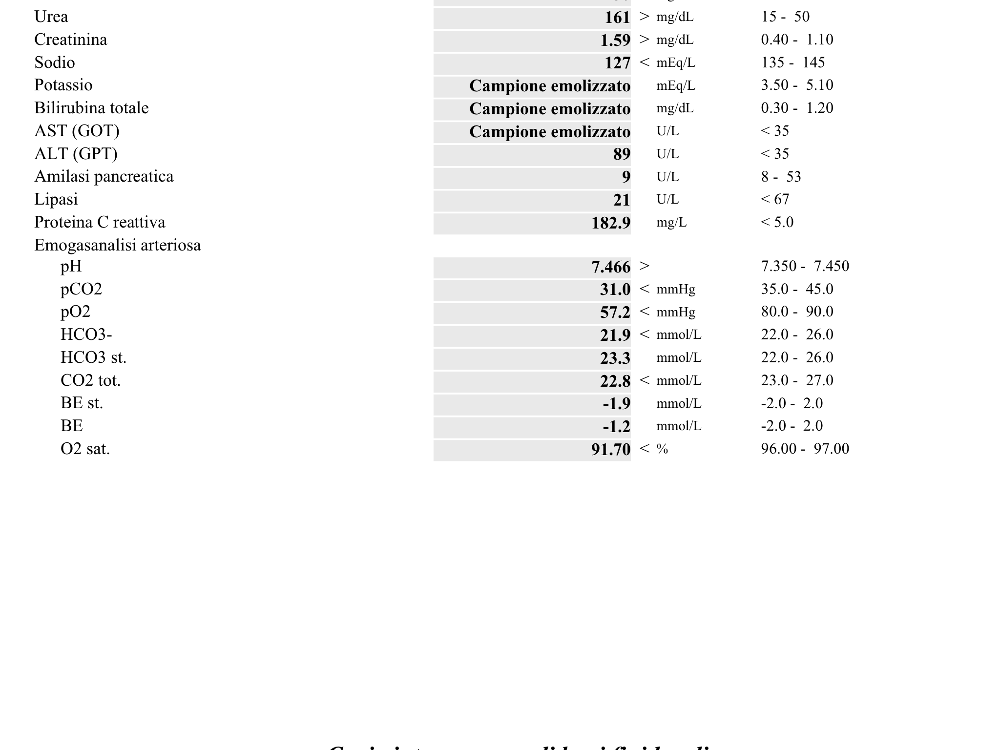 Urea 161 > mg/dL 15 - 50
Creatinina 1.59 > mg/dL 0.40 - 1.10
Sodio 127 < mEq/L 135 - 145
Potassio Campione emolizzato mEq/L 3.50 - 5.10
Bilirubina totale Campione emolizzato mg/dL 0.30 - 1.20
AST (GOT) Campione emolizzato U/L < 35
ALT (GPT) 89 U/L < 35
Amilasi pancreatica 9 U/L 8 - 53
Lipasi 21 U/L < 67
Proteina C reattiva 182.9 mg/L < 5.0
Emogasanalisi arteriosa
pH 7.466 > 7.350 - 7.450
pCO2 31.0 < mmHg 35.0 - 45.0
pO2 57.2 < mmHg 80.0 - 90.0
HCO3- 21.9 < mmol/L 22.0 - 26.0
HCO3 st. 23.3 mmol/L 22.0 - 26.0
CO2 tot. 22.8 < mmol/L 23.0 - 27.0
BE st. -1.9 mmol/L -2.0 - 2.0
BE -1.2 mmol/L -2.0 - 2.0
O2 sat. 91.70 < % 96.00 - 97.00